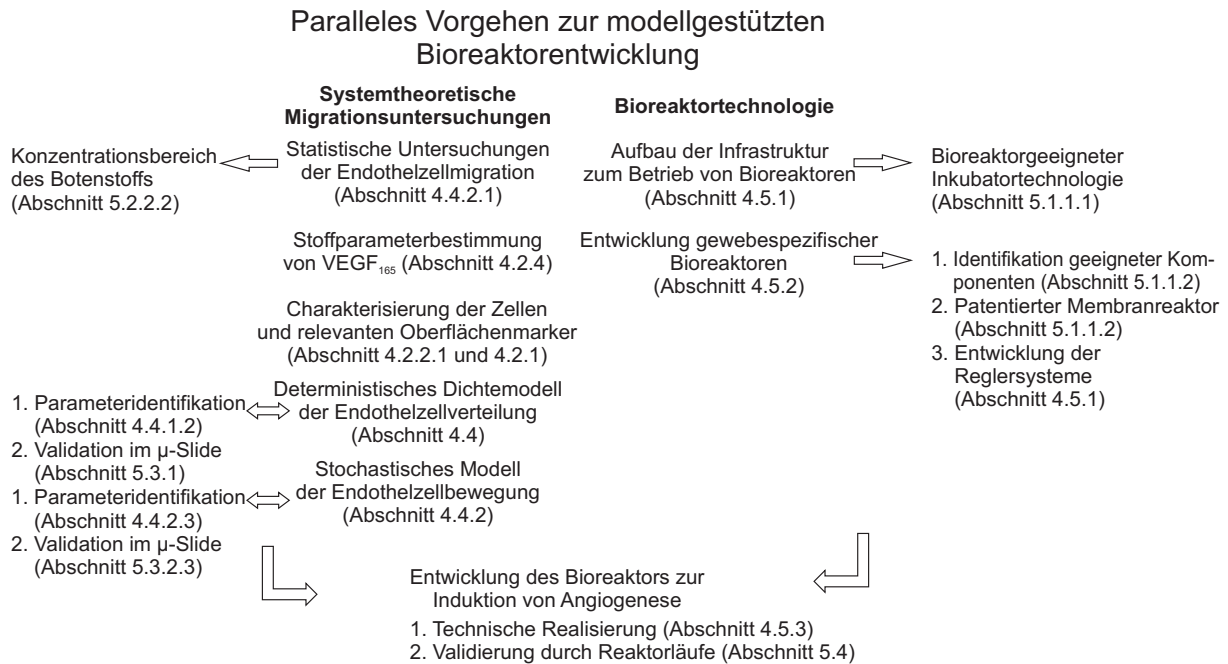 Paralleles Vorgehen zur modellgestützten
Bioreaktorentwicklung
Systemtheoretische
Migrationsuntersuchungen
Bioreaktortechnologie
Konzentrationsbereich
des Botenstoffs
(Abschnitt 5.2.2.2)
Statistische Untersuchungen
der Endothelzellmigration
(Abschnitt 4.4.2.1)
Aufbau der Infrastruktur
zum Betrieb von Bioreaktoren
(Abschnitt 4.5.1)
Bioreaktorgeeigneter
Inkubatortechnologie
(Abschnitt 5.1.1.1)
Stoffparameterbestimmung
von VEGF₁₆₅ (Abschnitt 4.2.4)
Entwicklung gewebespezifischer
Bioreaktoren
(Abschnitt 4.5.2)
1. Identifikation geeigneter Kom-
ponenten (Abschnitt 5.1.1.2)
2. Patentierter Membranreaktor
(Abschnitt 5.1.1.2)
3. Entwicklung der
Reglersysteme
(Abschnitt 4.5.1)
Charakterisierung der Zellen
und relevanten Oberflächenmarker
(Abschnitt 4.2.2.1 und 4.2.1)
1. Parameteridentifikation
(Abschnitt 4.4.1.2)
2. Validation im µ-Slide
(Abschnitt 5.3.1)
Deterministisches Dichtemodell
der Endothelzellverteilung
(Abschnitt 4.4)
1. Parameteridentifikation
(Abschnitt 4.4.2.3)
2. Validation im µ-Slide
(Abschnitt 5.3.2.3)
Stochastisches Modell
der Endothelzellbewegung
(Abschnitt 4.4.2)
Entwicklung des Bioreaktors zur
Induktion von Angiogenese
1. Technische Realisierung (Abschnitt 4.5.3)
2. Validierung durch Reaktorläufe (Abschnitt 5.4)